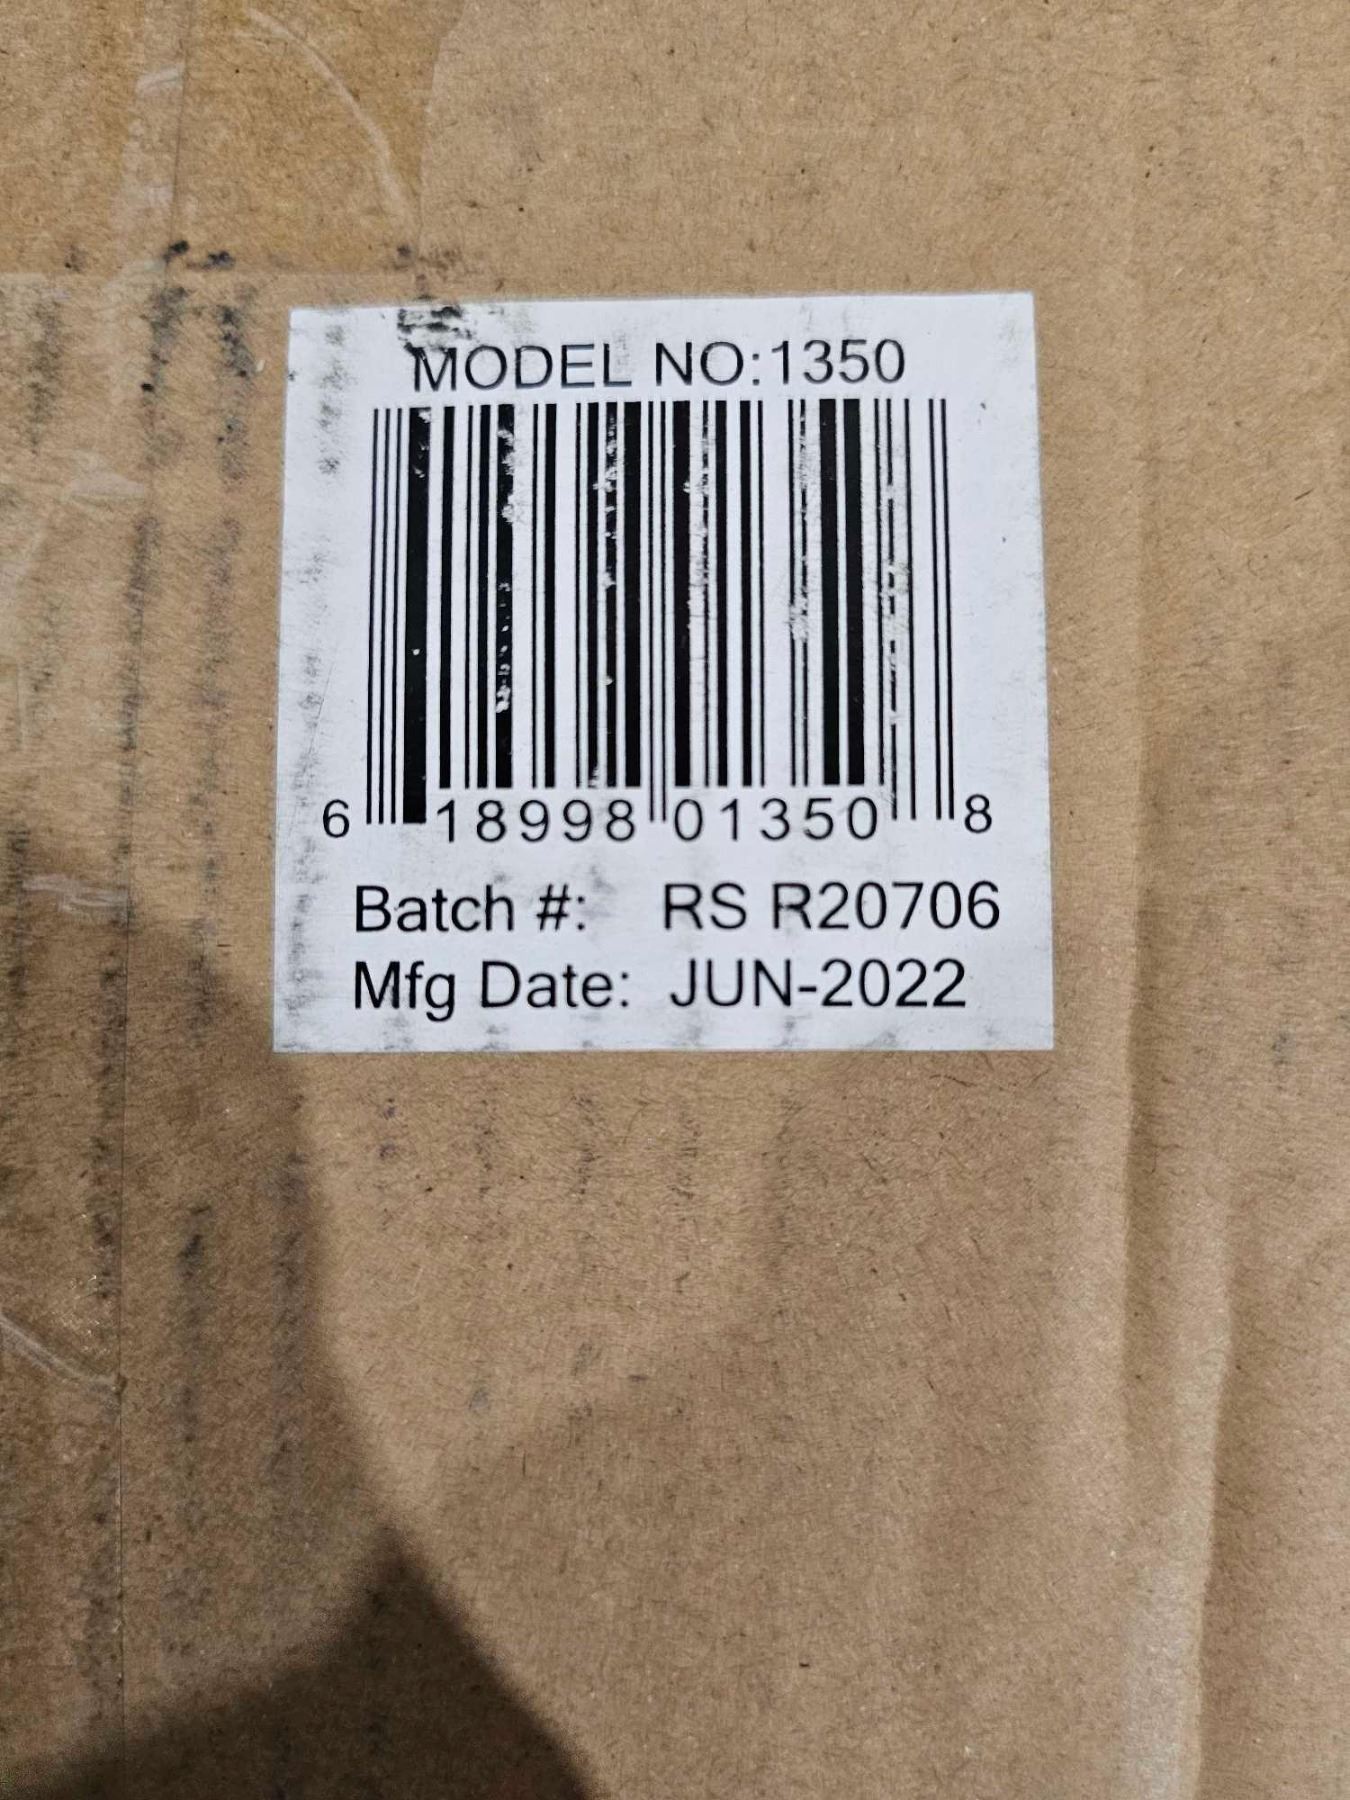 MODEL NO:1350
6 18998 01350 8
Batch #: RS R20706
Mfg Date: JUN-2022